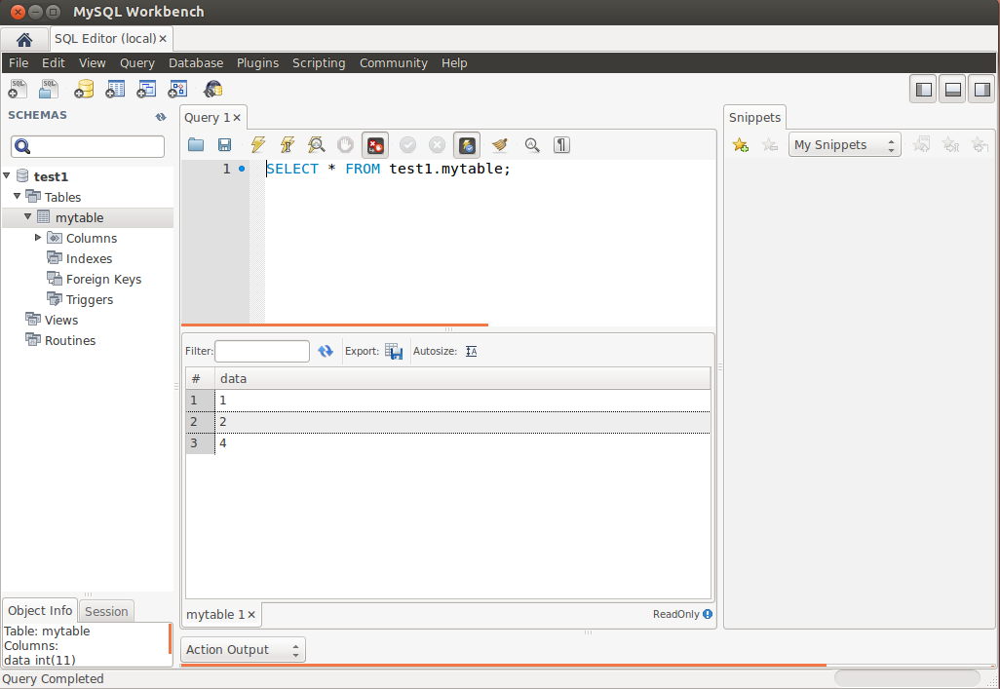 MySQL Workbench
SQL Editor (local)
File Edit View Query Database Plugins Scripting Community Help
SQL SQL
SCHEMAS
test1
Tables
mytable
Columns
Indexes
Foreign Keys
Triggers
Views
Routines
Object Info Session
Table: mytable
Columns:
data int(11)
Query 1
1 SELECT * FROM test1.mytable;
Filter: Export: Autosize:
# data
1 1
2 2
3 4
mytable 1 ReadOnly
Action Output
Snippets
My Snippets
Query Completed